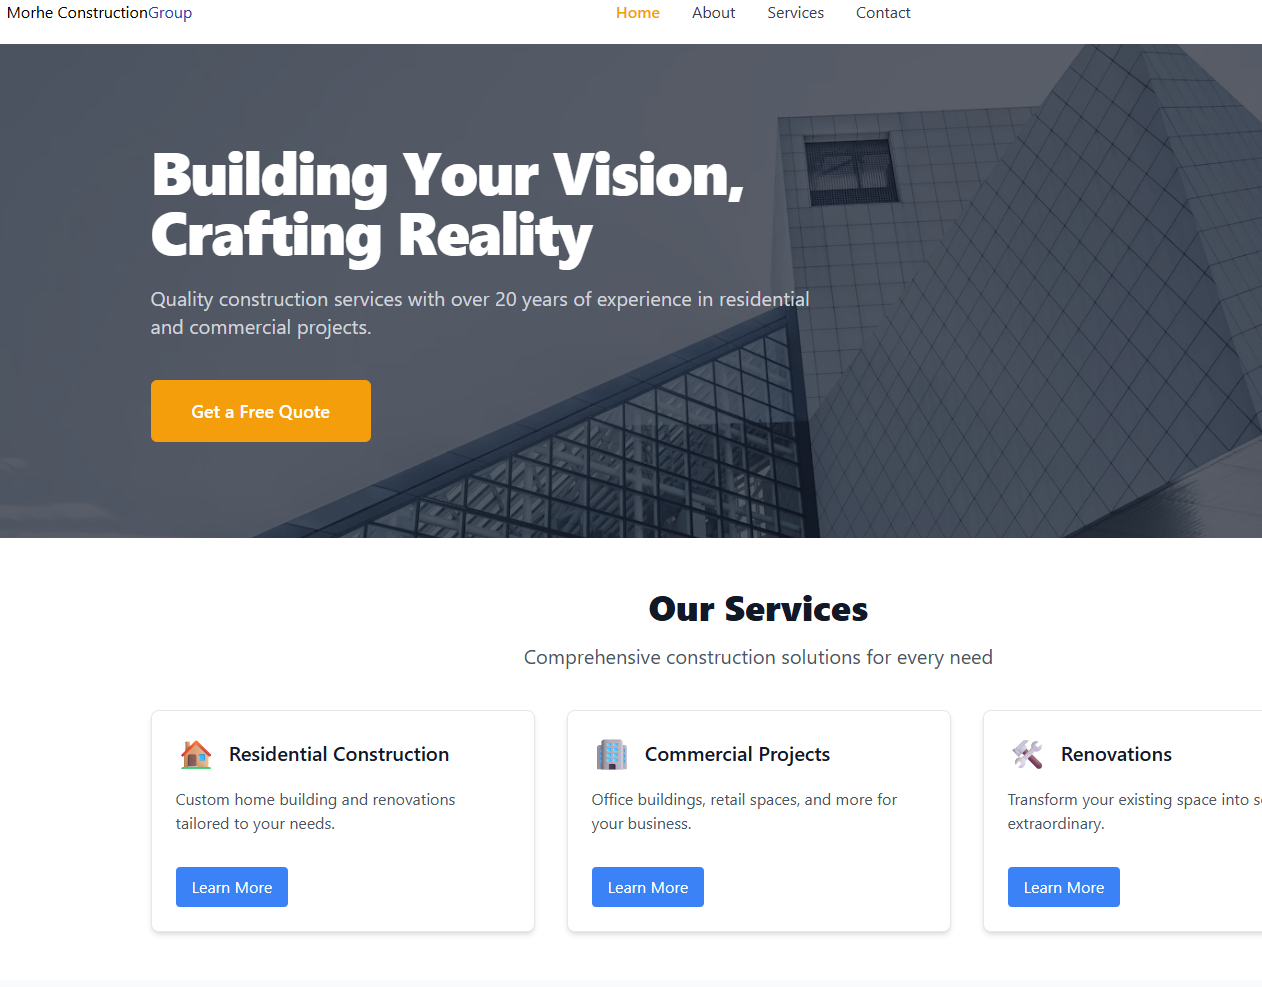 Morhe ConstructionGroup
Home About Services Contact
Building Your Vision,
Crafting Reality
Quality construction services with over 20 years of experience in residential
and commercial projects.
Get a Free Quote
Our Services
Comprehensive construction solutions for every need
Residential Construction
Custom home building and renovations
tailored to your needs.
Learn More
Commercial Projects
Office buildings, retail spaces, and more for
your business.
Learn More
Renovations
Transform your existing space into
extraordinary.
Learn More